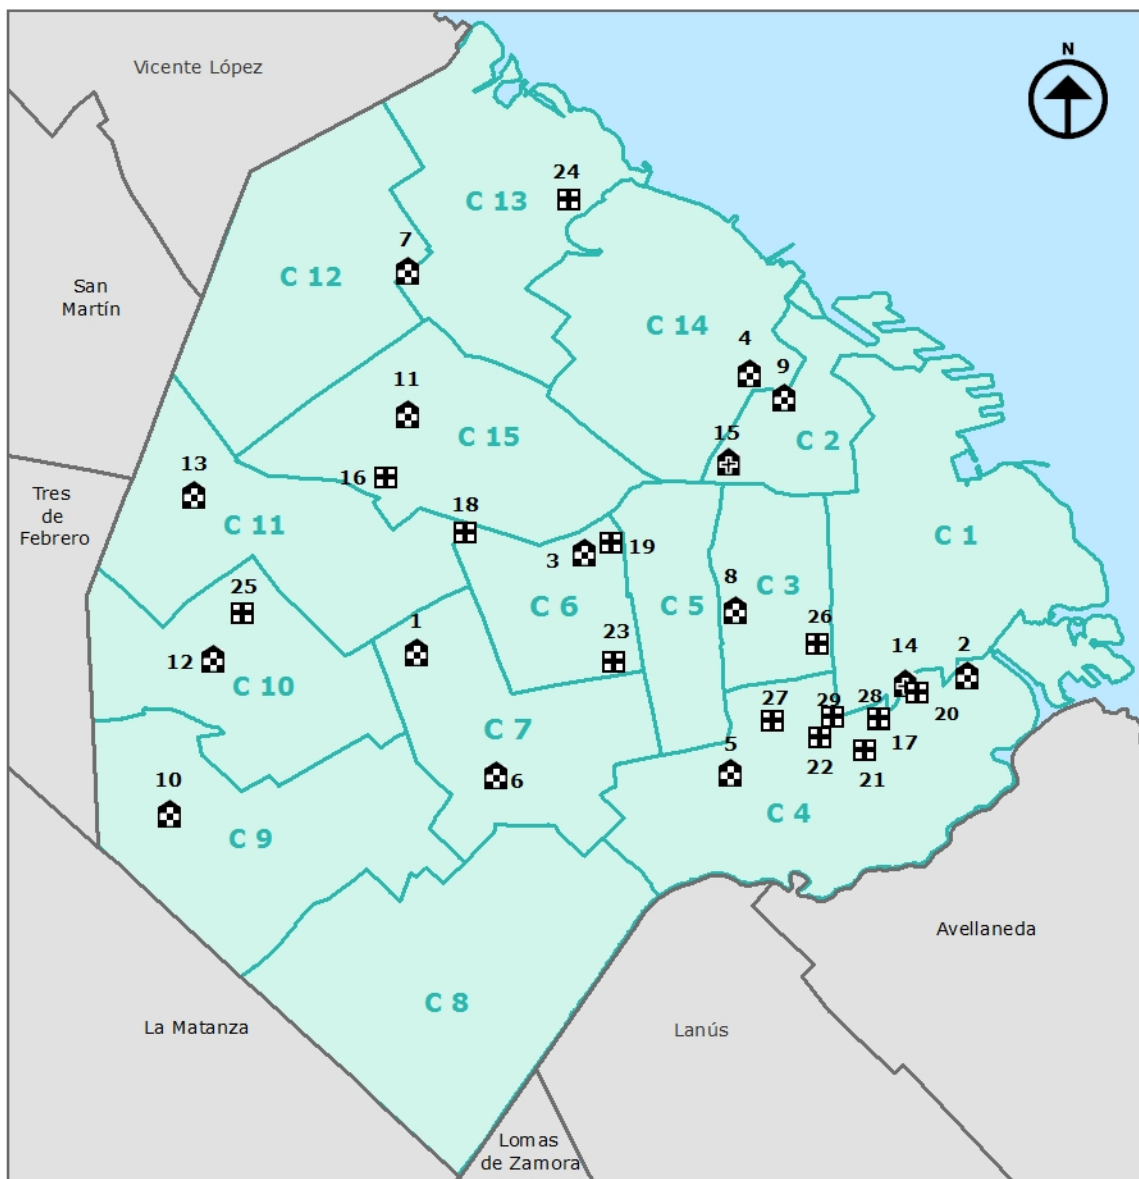 N
Vicente López
24
C 13
7
C 12
San
Martín
C 14
4
9
11
C 15
15
C 2
13
16
Tres
de
Febrero
C 11
18
19
C 1
3
8
C 3
25
C 6
C 5
1
23
26
14
2
12
C 10
27
29
28
20
C 7
17
5
22
21
10
6
C 4
C 9
Avellaneda
C 8
La Matanza
Lanús
Lomas
de Zamora